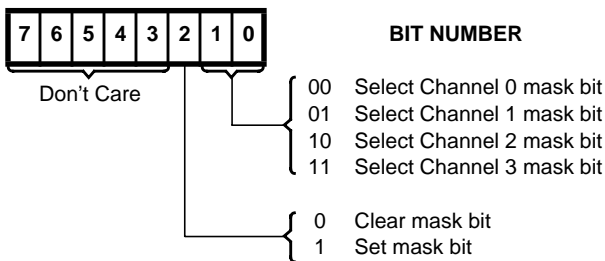 7 6 5 4 3 2 1 0 BIT NUMBER
Don't Care
00 Select Channel 0 mask bit
01 Select Channel 1 mask bit
10 Select Channel 2 mask bit
11 Select Channel 3 mask bit
0 Clear mask bit
1 Set mask bit